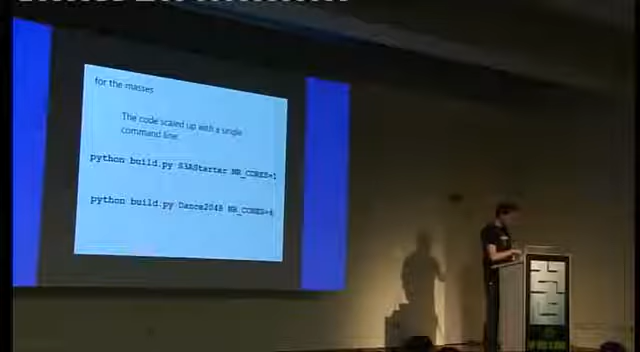 for the masses
The code scaled up with a single
command line:
python build.py S3AStarter NR_CORES=1
python build.py Dance2048 NR_CORES=4